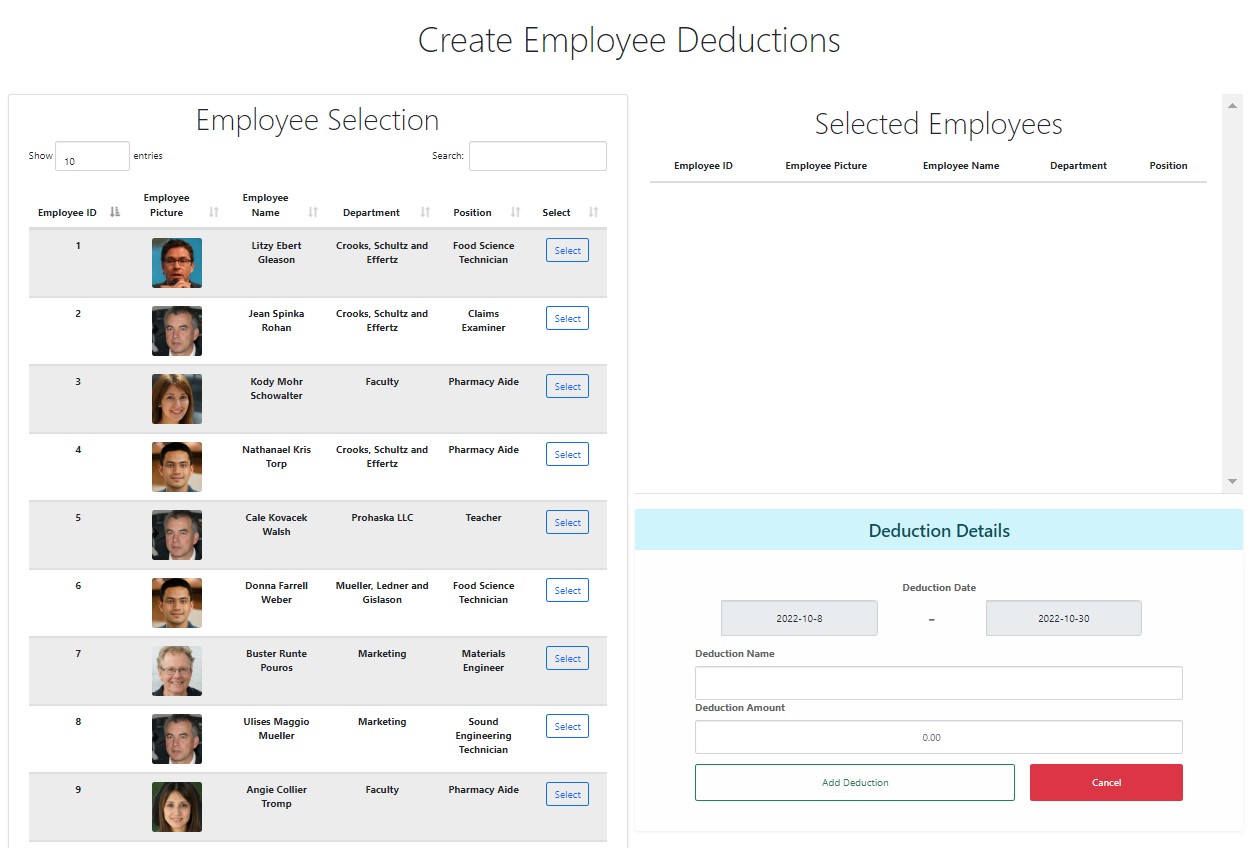 Create Employee Deductions
Employee Selection
Show 10 entries
Search:
Employee ID
Employee
Picture
Employee
Name
Department
Position
Select
1
Litzy Ebert
Gleason
Crooks, Schultz and
Effertz
Food Science
Technician
Select
2
Jean Spinka
Rohan
Crooks, Schultz and
Effertz
Claims
Examiner
Select
3
Kody Mohr
Schowalter
Faculty
Pharmacy Aide
Select
4
Nathanael Kris
Torp
Crooks, Schultz and
Effertz
Pharmacy Aide
Select
5
Cale Kovacek
Walsh
Prohaska LLC
Teacher
Select
6
Donna Farrell
Weber
Mueller, Ledner and
Gislason
Food Science
Technician
Select
7
Buster Runte
Pouros
Marketing
Materials
Engineer
Select
8
Ulises Maggio
Mueller
Marketing
Sound
Engineering
Technician
Select
9
Angie Collier
Tromp
Faculty
Pharmacy Aide
Select
Selected Employees
Employee ID
Employee Picture
Employee Name
Department
Position
Deduction Details
Deduction Date
2022-10-8 – 2022-10-30
Deduction Name
Deduction Amount
0.00
Add Deduction
Cancel